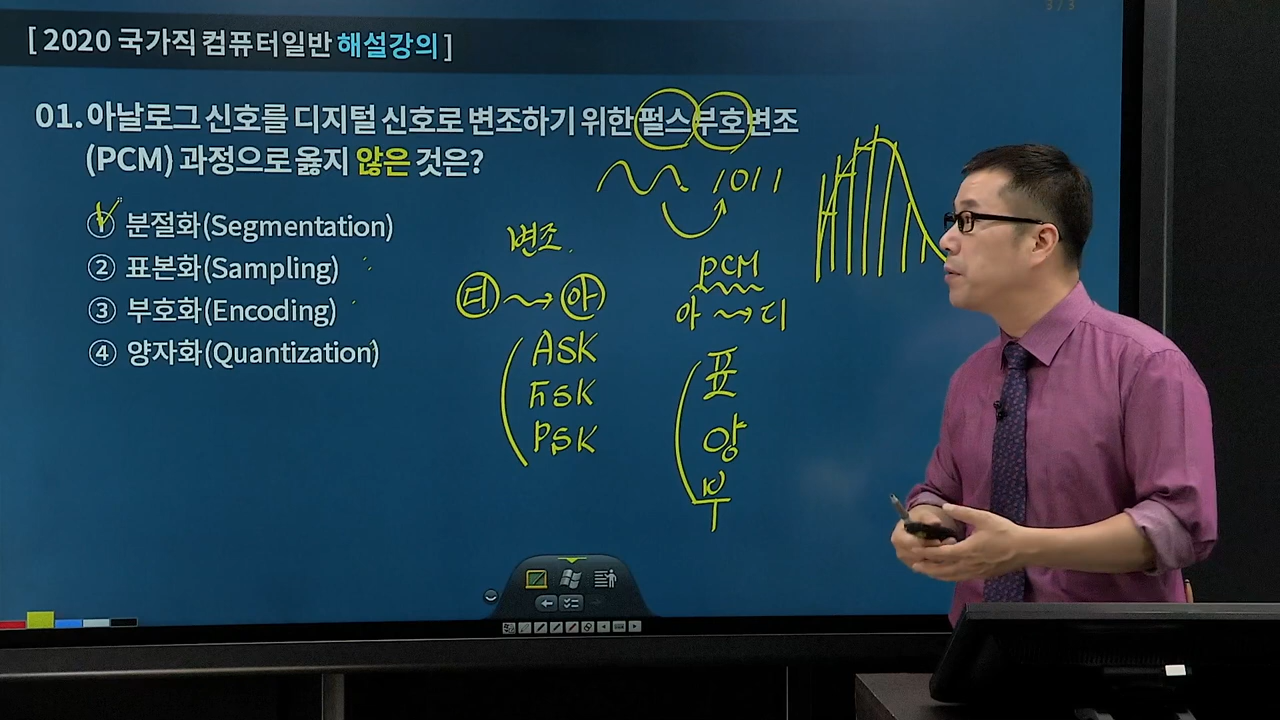 3 / 3
[ 2020 국가직 컴퓨터일반 해설강의 ]
01. 아날로그 신호를 디지털 신호로 변조하기 위한 펄스부호변조
(PCM) 과정으로 옳지 않은 것은?
① 분절화(Segmentation)
② 표본화(Sampling)
③ 부호화(Encoding)
④ 양자화(Quantization)
1011
변조
디 아
ASK
FSK
PSK
PCM
아 디
표
양
부